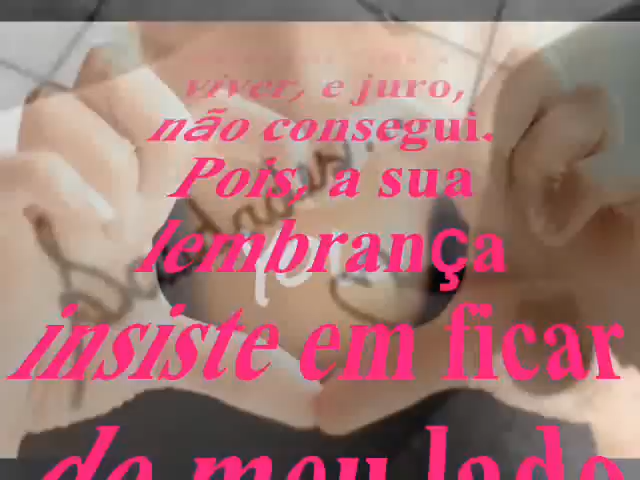 viver, e juro,
não consegui.
Pois, a sua
lembrança
insiste em ficar
do meu lado